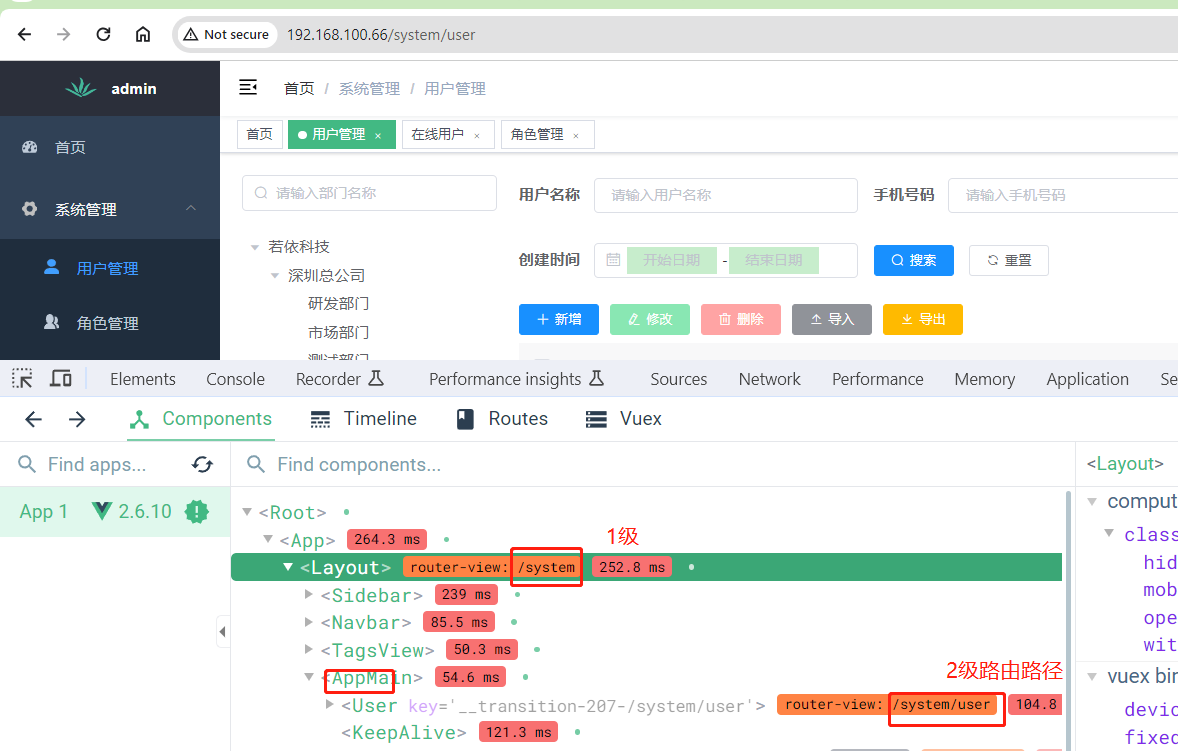 Not secure 192.168.100.66/system/user
admin
首页 / 系统管理 / 用户管理
首页 用户管理 × 在线用户 × 角色管理 ×
首页
系统管理
用户管理
角色管理
请输入部门名称
若依科技
深圳总公司
研发部门
市场部门
测试部门
用户名称 请输入用户名称 手机号码 请输入手机号码
创建时间 开始日期 - 结束日期 搜索 重置
+ 新增 修改 删除 导入 导出
Elements Console Recorder Performance insights Sources Network Performance Memory Application Se
Components Timeline Routes Vuex
Find apps... Find components... <Layout>
App 1 2.6.10
<Root>
<App> 264.3 ms 1级
<Layout> router-view: /system 252.8 ms
<Sidebar> 239 ms
<Navbar> 85.5 ms
<TagsView> 50.3 ms
<AppMain> 54.6 ms 2级路由路径
<User key='__transition-207-/system/user'> router-view: /system/user 104.8
<KeepAlive> 121.3 ms
comput
class
hid
mob
ope
wit
vuex bin
devic
fixed